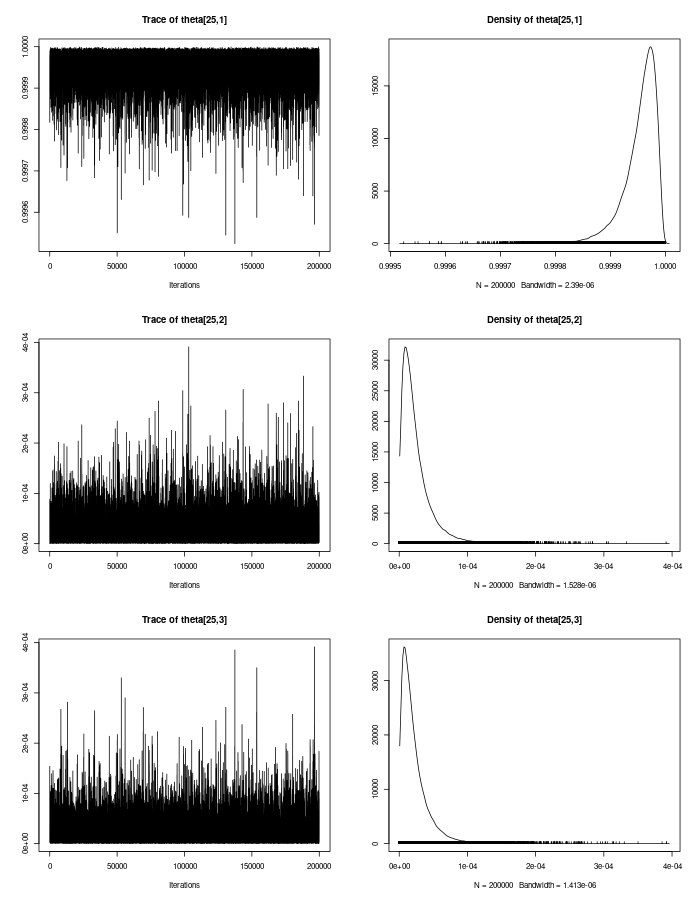 Trace of theta[25,1]
Density of theta[25,1]
1.0000
0.9999
0.9998
0.9997
0.9996
0 50000 100000 150000 200000
Iterations
15000
10000
5000
0
0.9995 0.9996 0.9997 0.9998 0.9999 1.0000
N = 200000 Bandwidth = 2.39e-06
Trace of theta[25,2]
Density of theta[25,2]
4e-04
3e-04
2e-04
1e-04
0e+00
0 50000 100000 150000 200000
Iterations
30000
25000
20000
15000
10000
5000
0
0e+00 1e-04 2e-04 3e-04 4e-04
N = 200000 Bandwidth = 1.528e-06
Trace of theta[25,3]
Density of theta[25,3]
4e-04
3e-04
2e-04
1e-04
0e+00
0 50000 100000 150000 200000
Iterations
30000
20000
10000
0
0e+00 1e-04 2e-04 3e-04 4e-04
N = 200000 Bandwidth = 1.413e-06